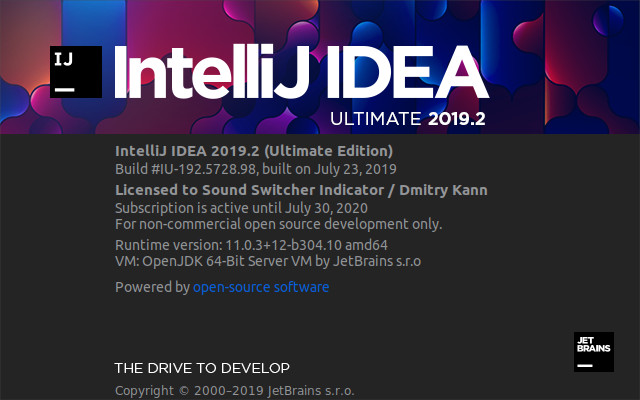 IJ
IntelliJ IDEA
ULTIMATE 2019.2
IntelliJ IDEA 2019.2 (Ultimate Edition)
Build #IU-192.5728.98, built on July 23, 2019
Licensed to Sound Switcher Indicator / Dmitry Kann
Subscription is active until July 30, 2020
For non-commercial open source development only.
Runtime version: 11.0.3+12-b304.10 amd64
VM: OpenJDK 64-Bit Server VM by JetBrains s.r.o
Powered by open-source software
JET
BRAINS
THE DRIVE TO DEVELOP
Copyright © 2000–2019 JetBrains s.r.o.